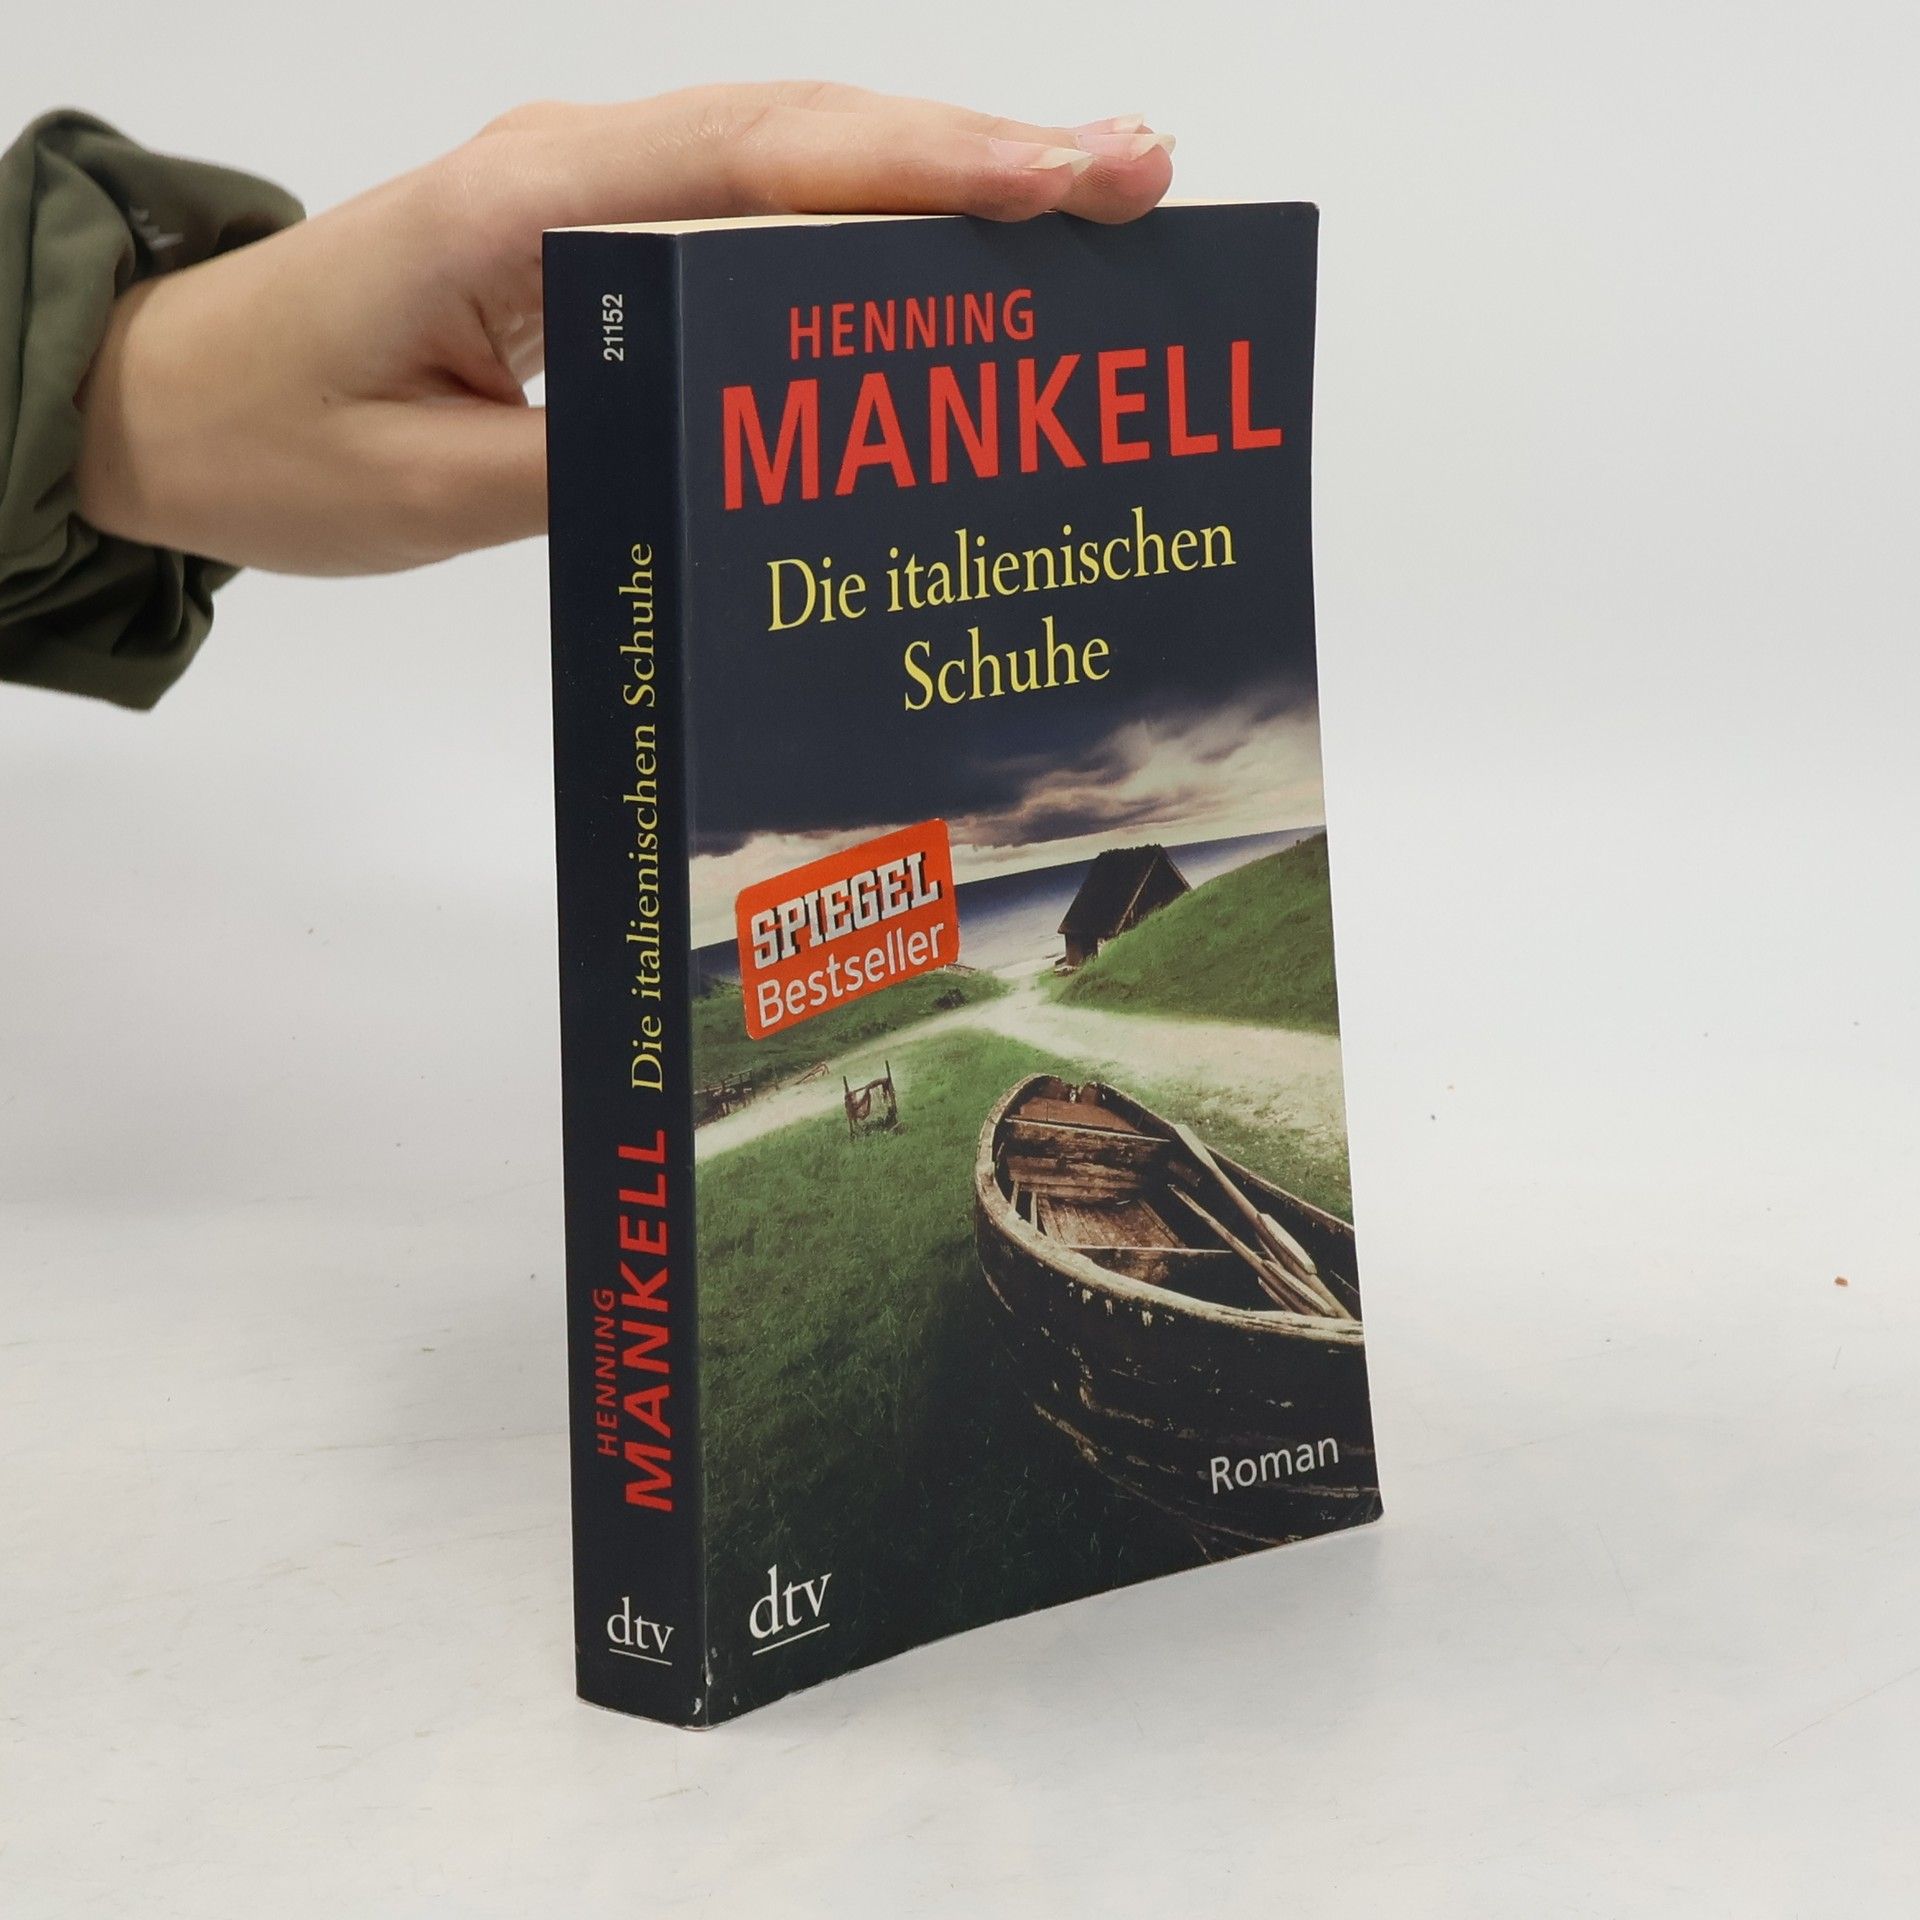 21152
HENNING
MANKELL
Die italienischen Schuhe
dtv
HENNING
MANKELL
Die italienischen
Schuhe
SPIEGEL
Bestseller
Roman
dtv